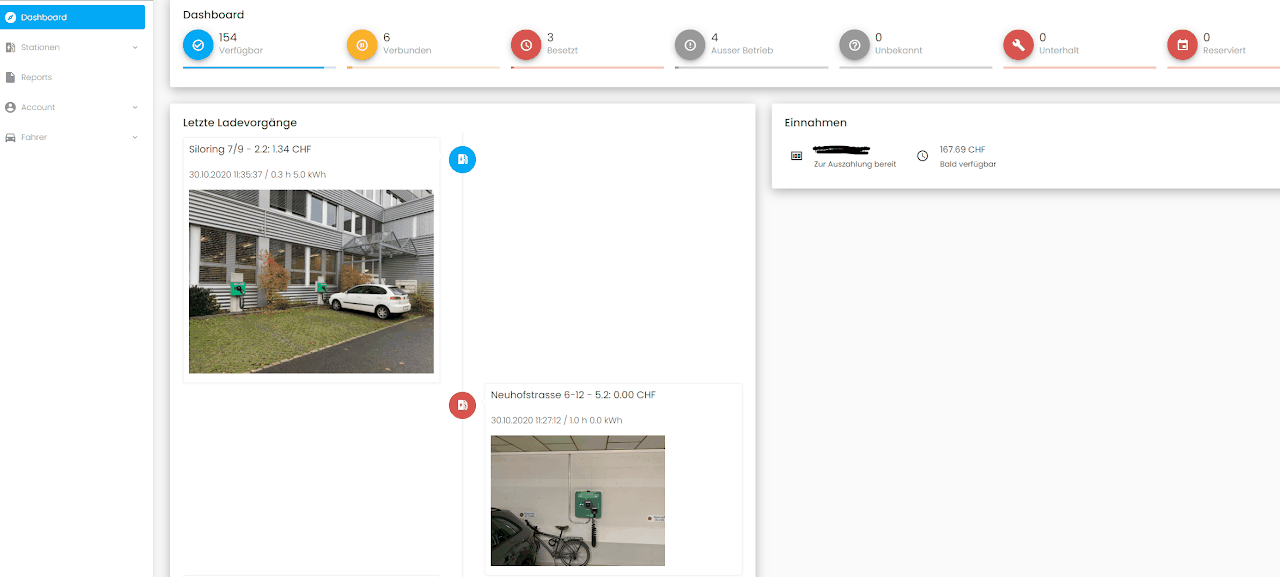 Dashboard
Stationen
Reports
Account
Fahrer
Dashboard
154
Verfügbar
6
Verbunden
3
Besetzt
4
Ausser Betrieb
0
Unbekannt
0
Unterhalt
0
Reserviert
Letzte Ladevorgänge
Siloring 7/9 - 2.2: 1.34 CHF
30.10.2020 11:35:37 / 0.3 h 5.0 kWh
Neuhofstrasse 6-12 - 5.2: 0.00 CHF
30.10.2020 11:27:12 / 1.0 h 0.0 kWh
Einnahmen
Zur Auszahlung bereit
167.69 CHF
Bald verfügbar